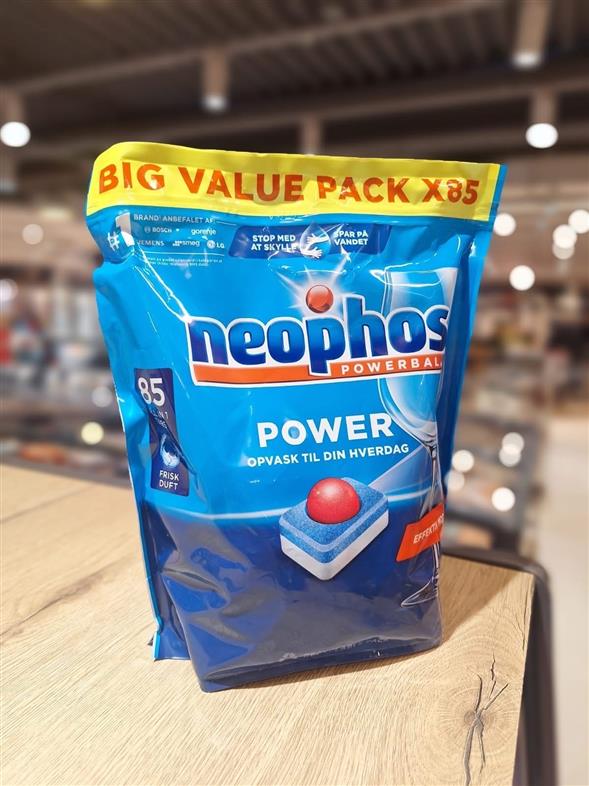 BIG VALUE PACK X85
BRAND ANBEFALET AF:
BOSCH gorenje
SIEMENS smeg LG
STOP MED
AT SKYLLE
SPAR PÅ
VANDET
neophos
POWERBAL
85
FRISK
DUFT
POWER
OPVASK TIL DIN HVERDAG